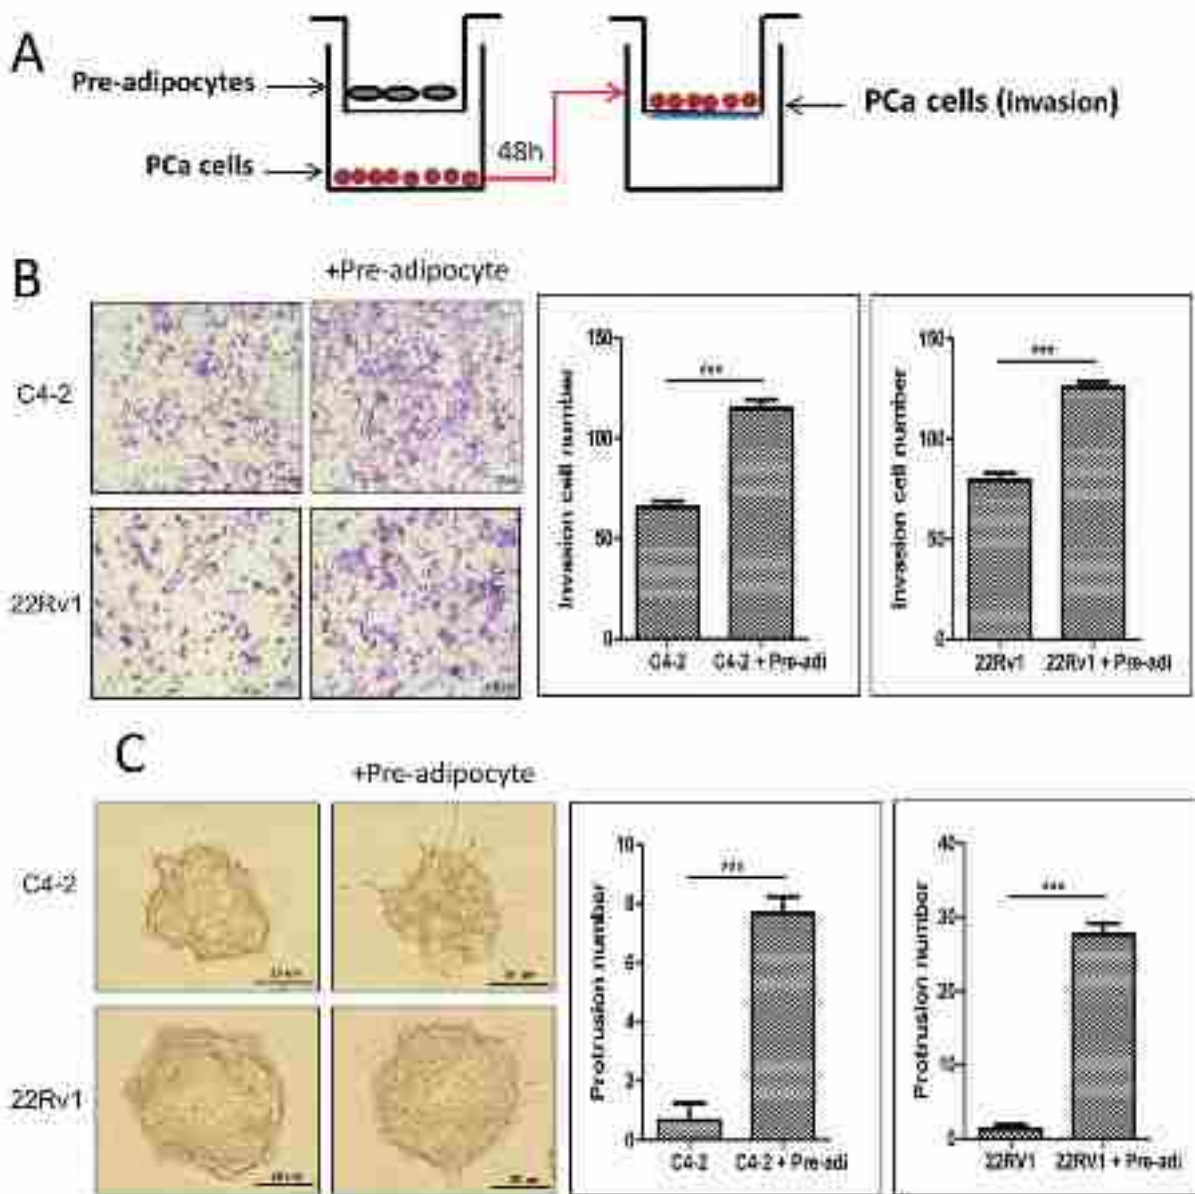 A
Pre-adipocytes
PCa cells
48h
PCa cells (invasion)
B
+Pre-adipocyte
C4-2
22Rv1
150
100
50
0
Invasion cell number
***
C4-2
C4-2 + Pre-adi
150
100
50
0
Invasion cell number
***
22Rv1
22Rv1 + Pre-adi
C
+Pre-adipocyte
C4-2
22Rv1
10
8
6
4
2
0
Protrusion number
***
C4-2
C4-2 + Pre-adi
40
30
20
10
0
Protrusion number
***
22RV1
22RV1 + Pre-adi